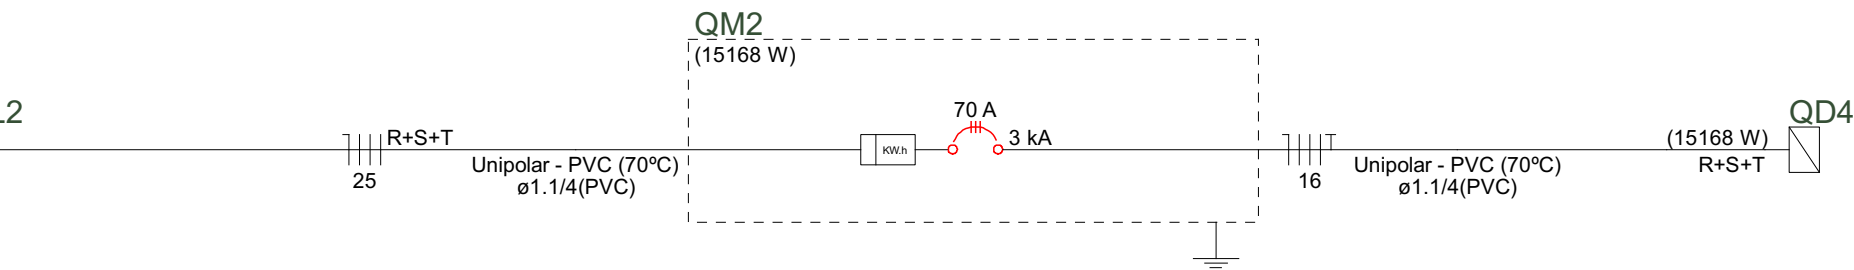 QM2
(15168 W)
L2
R+S+T
25
Unipolar - PVC (70ºC)
ø1.1/4(PVC)
KW.h
70 A
3 kA
16
Unipolar - PVC (70ºC)
ø1.1/4(PVC)
QD4
(15168 W)
R+S+T